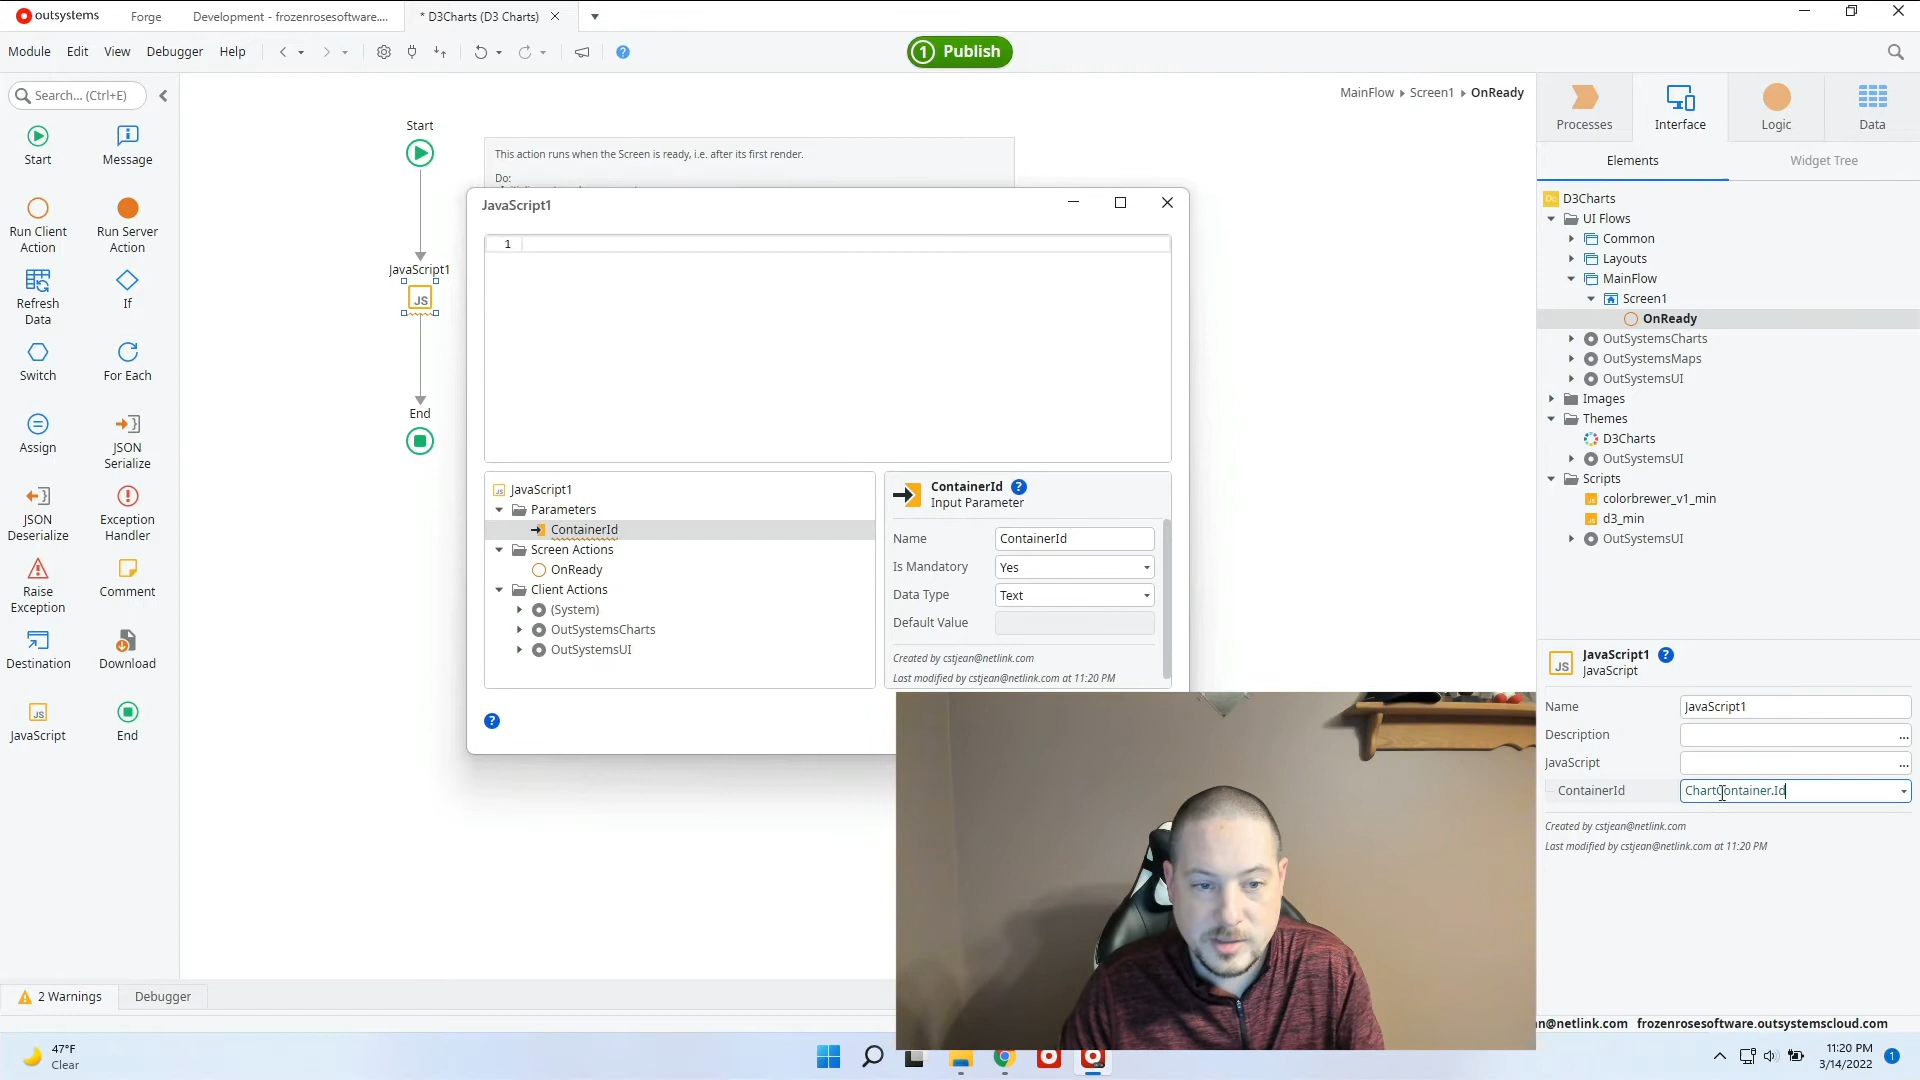 outsystems
Forge
Development - frozenrosesoftware....
* D3Charts (D3 Charts)
Module Edit View Debugger Help
1 Publish
Search... (Ctrl+E)
MainFlow Screen1 OnReady
Processes
Interface
Logic
Data
Elements
Widget Tree
Start
Message
Run Client
Action
Run Server
Action
Refresh
Data
If
Switch
For Each
Assign
JSON
Serialize
JSON
Deserialize
Exception
Handler
Raise
Exception
Comment
Destination
Download
JS
JavaScript
End
Start
JavaScript1
JS
End
This action runs when the Screen is ready, i.e. after its first render.
Do:
JavaScript1
1
JavaScript1
Parameters
ContainerId
Screen Actions
OnReady
Client Actions
(System)
OutSystemsCharts
OutSystemsUI
ContainerId
Input Parameter
Name ContainerId
Is Mandatory Yes
Data Type Text
Default Value
Created by cstjean@netlink.com
Last modified by cstjean@netlink.com at 11:20 PM
D3Charts
UI Flows
Common
Layouts
MainFlow
Screen1
OnReady
OutSystemsCharts
OutSystemsMaps
OutSystemsUI
Images
Themes
D3Charts
OutSystemsUI
Scripts
colorbrewer_v1_min
d3_min
OutSystemsUI
JS
JavaScript1
JavaScript
Name JavaScript1
Description ...
JavaScript ...
ContainerId ChartContainer.Id
Created by cstjean@netlink.com
Last modified by cstjean@netlink.com at 11:20 PM
2 Warnings
Debugger
n@netlink.com frozenrosesoftware.outsystemscloud.com
47°F
Clear
11:20 PM
3/14/2022
1